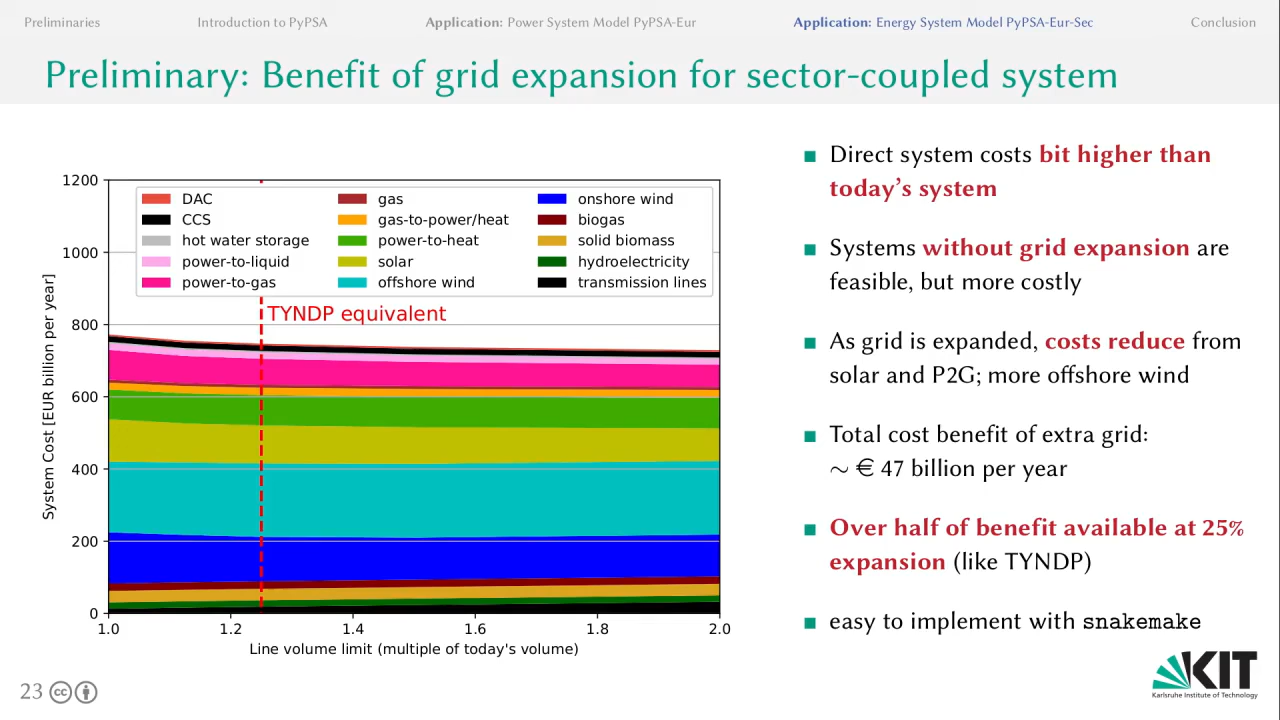 Preliminaries
Introduction to PyPSA
Application: Power System Model PyPSA-Eur
Application: Energy System Model PyPSA-Eur-Sec
Conclusion
Preliminary: Benefit of grid expansion for sector-coupled system
System Cost [EUR billion per year]
1200
1000
800
600
400
200
0
DAC
CCS
hot water storage
power-to-liquid
power-to-gas
gas
gas-to-power/heat
power-to-heat
solar
offshore wind
onshore wind
biogas
solid biomass
hydroelectricity
transmission lines
TYNDP equivalent
1.0 1.2 1.4 1.6 1.8 2.0
Line volume limit (multiple of today's volume)
■ Direct system costs bit higher than
today’s system
■ Systems without grid expansion are
feasible, but more costly
■ As grid is expanded, costs reduce from
solar and P2G; more offshore wind
■ Total cost benefit of extra grid:
∼ € 47 billion per year
■ Over half of benefit available at 25%
expansion (like TYNDP)
■ easy to implement with snakemake
23
cc
KIT
Karlsruhe Institute of Technology